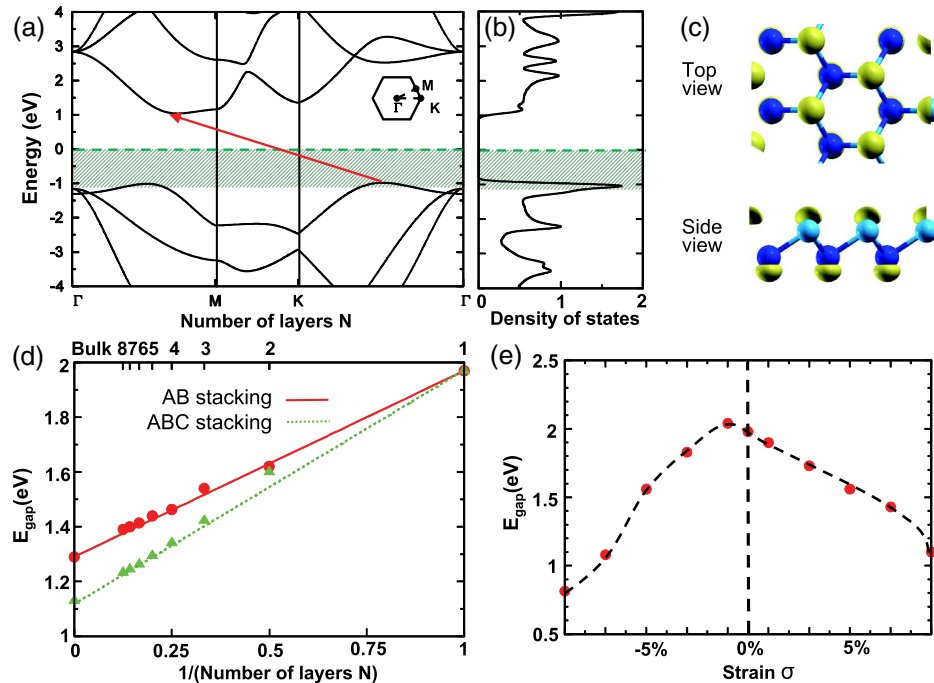 (a)
Energy (eV)
4
3
2
1
0
-1
-2
-3
-4
M
Γ
K
Γ
M
K
Γ
Number of layers N
(b)
0
1
2
Density of states
(c)
Top
view
Side
view
(d)
Bulk 8765 4 3 2 1
E_gap(eV)
2
1.8
1.6
1.4
1.2
1
AB stacking
ABC stacking
0 0.25 0.5 0.75 1
1/(Number of layers N)
(e)
E_gap(eV)
2.5
2
1.5
1
0.5
-5% 0% 5%
Strain σ